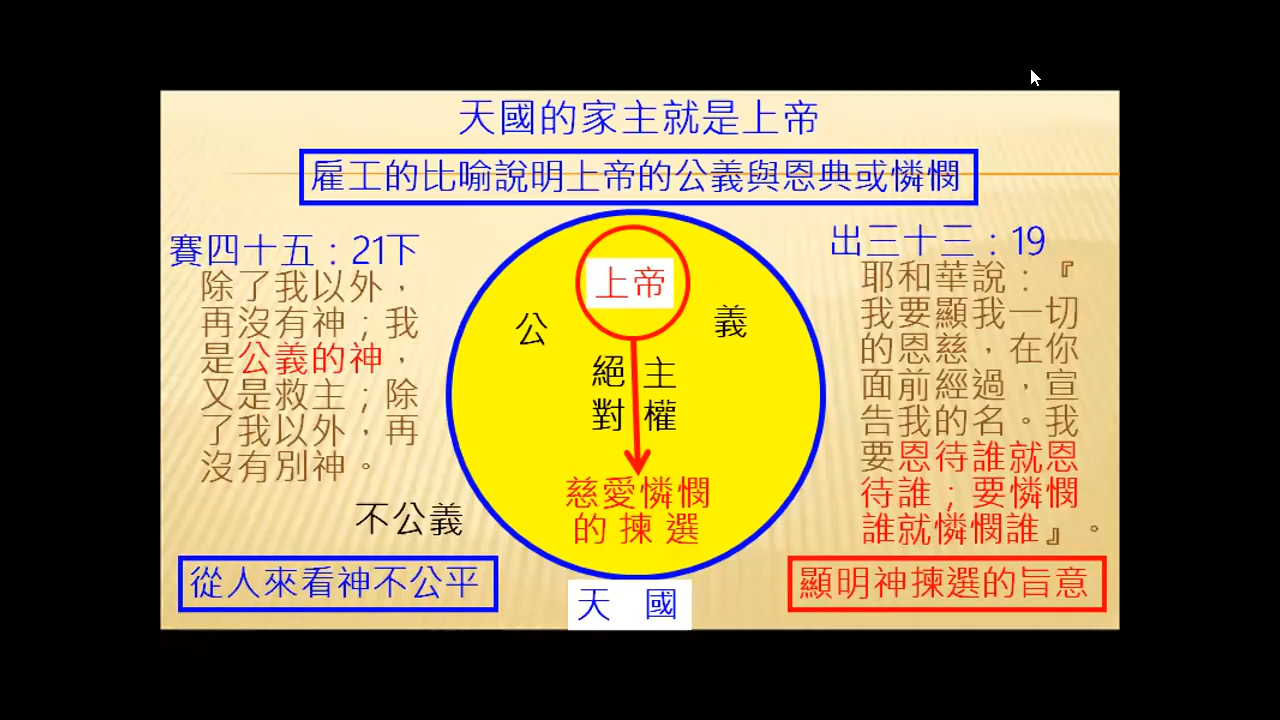 天國的家主就是上帝
雇工的比喻說明上帝的公義與恩典或憐憫
賽四十五：21下
除了我以外，
再沒有神；我
是公義的神，
又是救主；除
了我以外，再
沒有別神。
不公義
從人來看神不公平
上帝
公 義
絕 主
對 權
慈愛憐憫
的 揀 選
天 國
出三十三：19
耶和華說：『
我要顯我一切
的恩慈，在你
面前經過，宣
告我的名。我
要恩待誰就恩
待誰；要憐憫
誰就憐憫誰』。
顯明神揀選的旨意